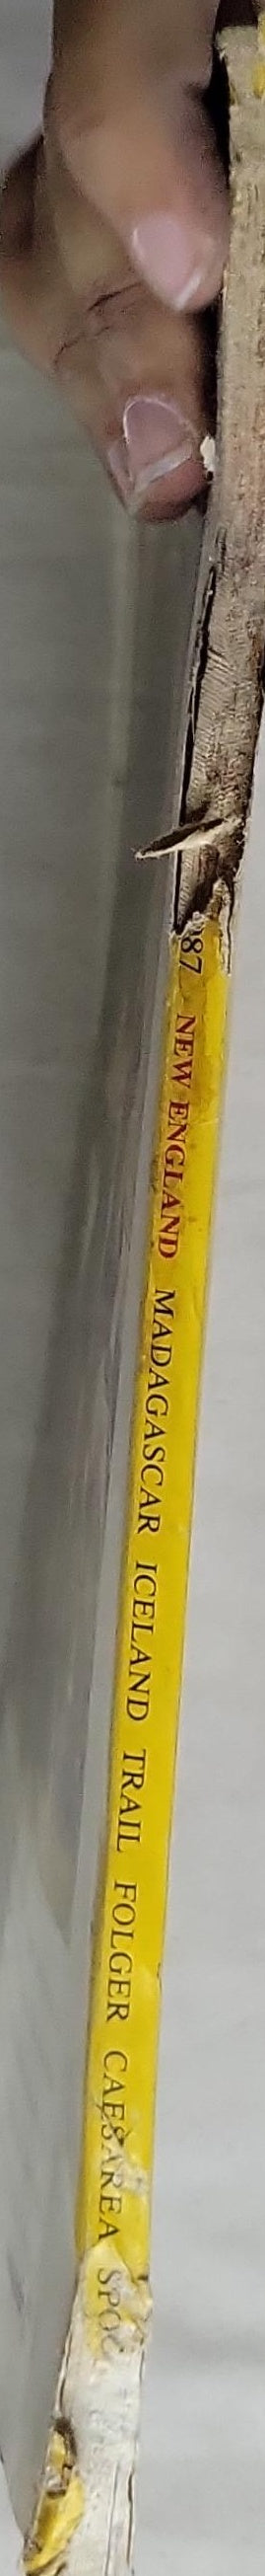 87 NEW ENGLAND MADAGASCAR ICELAND TRAIL FOLGER CAESAREA